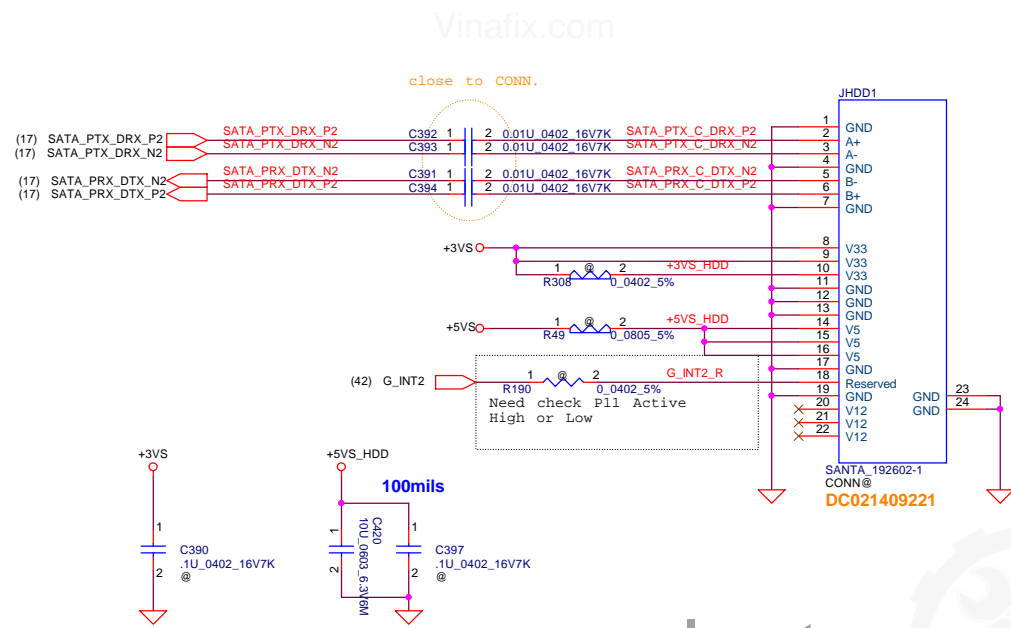 Vinafix.com
close to CONN.
JHDD1
(17) SATA_PTX_DRX_P2 SATA_PTX_DRX_P2 C392 1 2 0.01U_0402_16V7K SATA_PTX_C_DRX_P2
(17) SATA_PTX_DRX_N2 SATA_PTX_DRX_N2 C393 1 2 0.01U_0402_16V7K SATA_PTX_C_DRX_N2
(17) SATA_PRX_DTX_N2 SATA_PRX_DTX_N2 C391 1 2 0.01U_0402_16V7K SATA_PRX_C_DTX_N2
(17) SATA_PRX_DTX_P2 SATA_PRX_DTX_P2 C394 1 2 0.01U_0402_16V7K SATA_PRX_C_DTX_P2
1 GND
2 A+
3 A-
4 GND
5 B-
6 B+
7 GND
+3VS 8 V33
9 V33
R308 1 @ 2 0_0402_5% +3VS_HDD 10 V33
11 GND
12 GND
13 GND
+5VS R49 1 @ 2 0_0805_5% +5VS_HDD 14 V5
15 V5
16 V5
17 GND
(42) G_INT2 R190 1 @ 2 0_0402_5% G_INT2_R 18 Reserved
19 GND
20 V12
21 V12
22 V12
GND 23
GND 24
Need check P11 Active
High or Low
SANTA_192602-1
CONN@
DC021409221
+3VS
1
2
C390
.1U_0402_16V7K
@
+5VS_HDD
100mils
1
2
C420
10U_0603_6.3V6M
1
2
C397
.1U_0402_16V7K
@